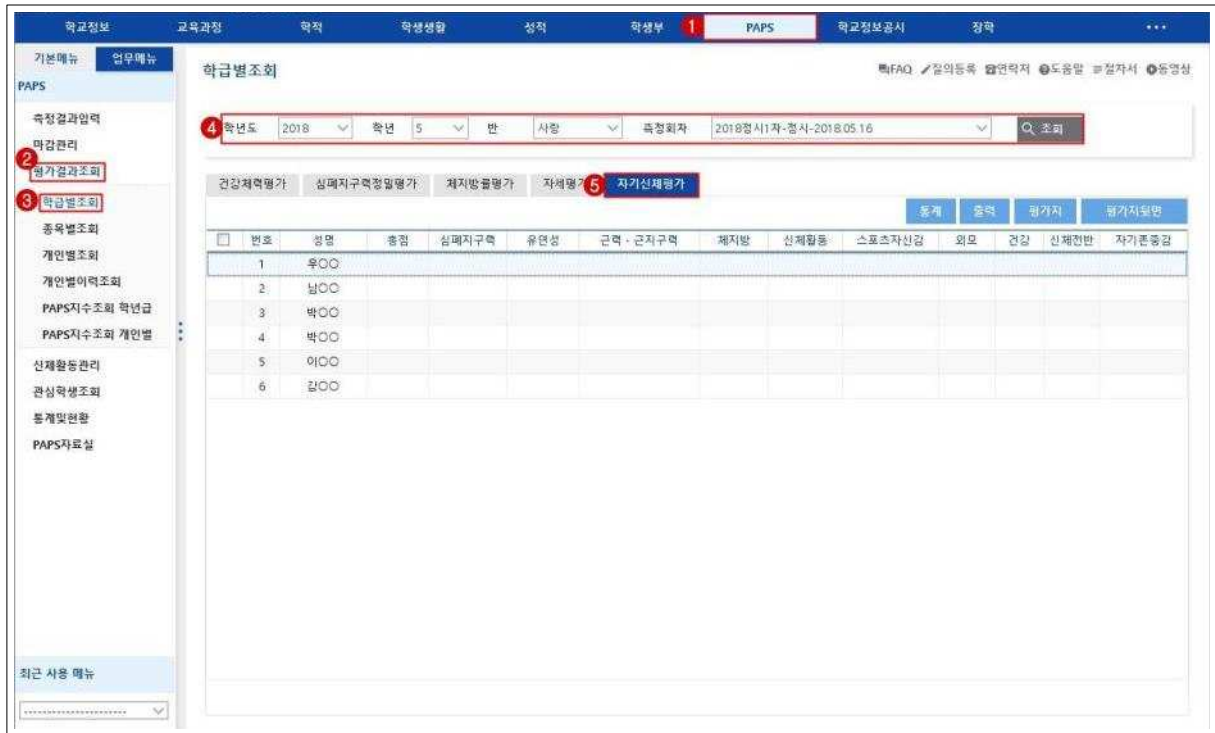 학교정보 교육과정 학적 학생생활 성적 학생부 1 PAPS 학교정보공시 장학 ...
기본메뉴 업무메뉴
PAPS
학급별조회
FAQ 질의등록 연락처 도움말 절차서 동영상
측정결과입력
마감관리
2 평가결과조회
3 학급별조회
종목별조회
개인별조회
개인별이력조회
PAPS지수조회 학년급
PAPS지수조회 개인별
신체활동관리
관심학생조회
통계및현황
PAPS자료실
최근 사용 메뉴
----------------------
4 학년도 2018 학년 5 반 사랑 측정회차 2018정시1차-정시-2018.05.16 조회
건강체력평가 심폐지구력정밀평가 체지방률평가 자세평가 5 자기신체평가
통계 출력 평가지 평가지뒷면
번호 성명 총점 심폐지구력 유연성 근력·근지구력 체지방 신체활동 스포츠자신감 외모 건강 신체전반 자기존중감
1 우○○
2 남○○
3 박○○
4 박○○
5 이○○
6 김○○